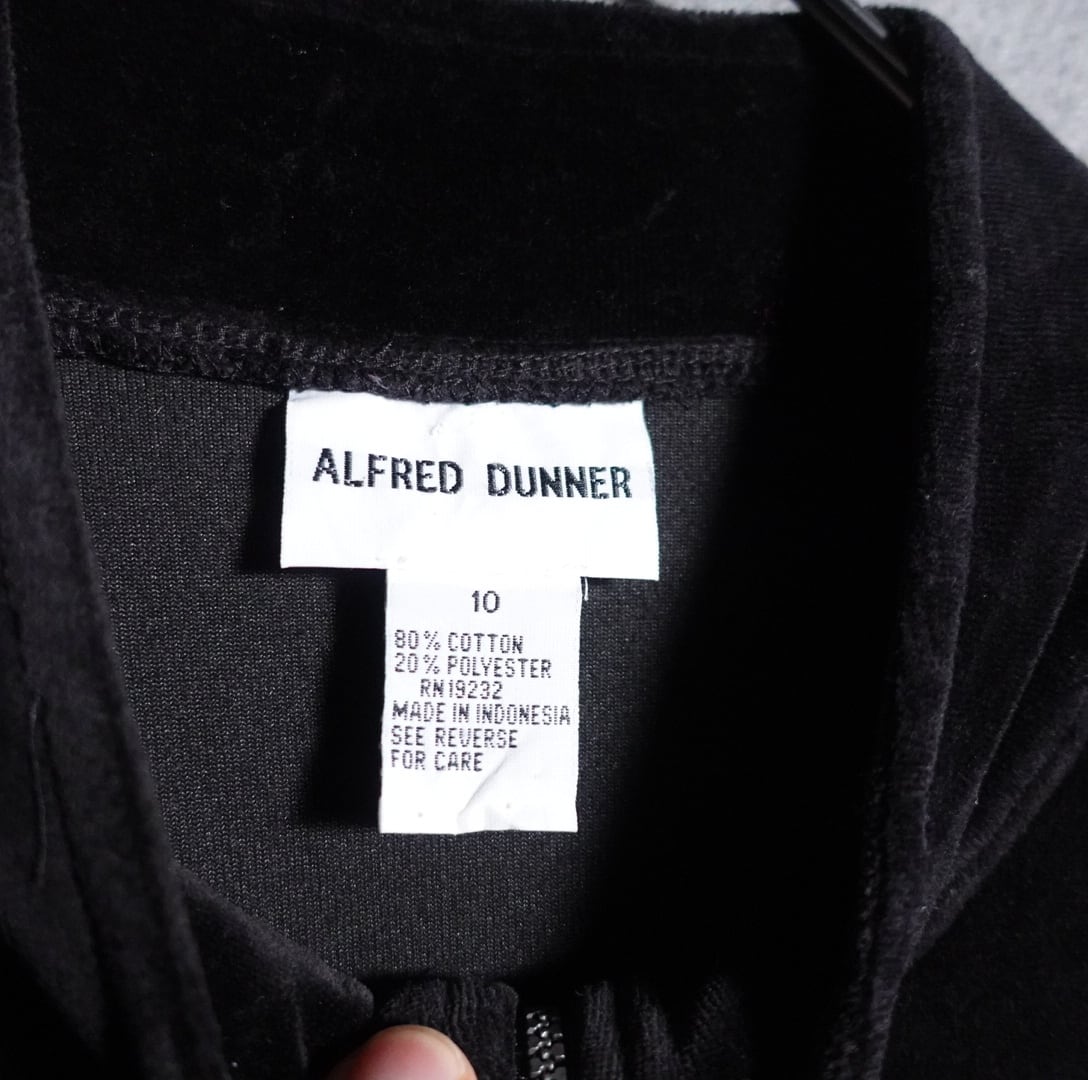 ALFRED DUNNER
10
80% COTTON
20% POLYESTER
RN19232
MADE IN INDONESIA
SEE REVERSE
FOR CARE